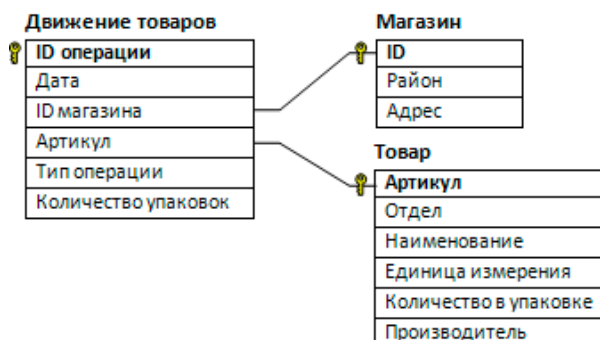 Движение товаров
ID операции
Дата
ID магазина
Артикул
Тип операции
Количество упаковок
Магазин
ID
Район
Адрес
Товар
Артикул
Отдел
Наименование
Единица измерения
Количество в упаковке
Производитель